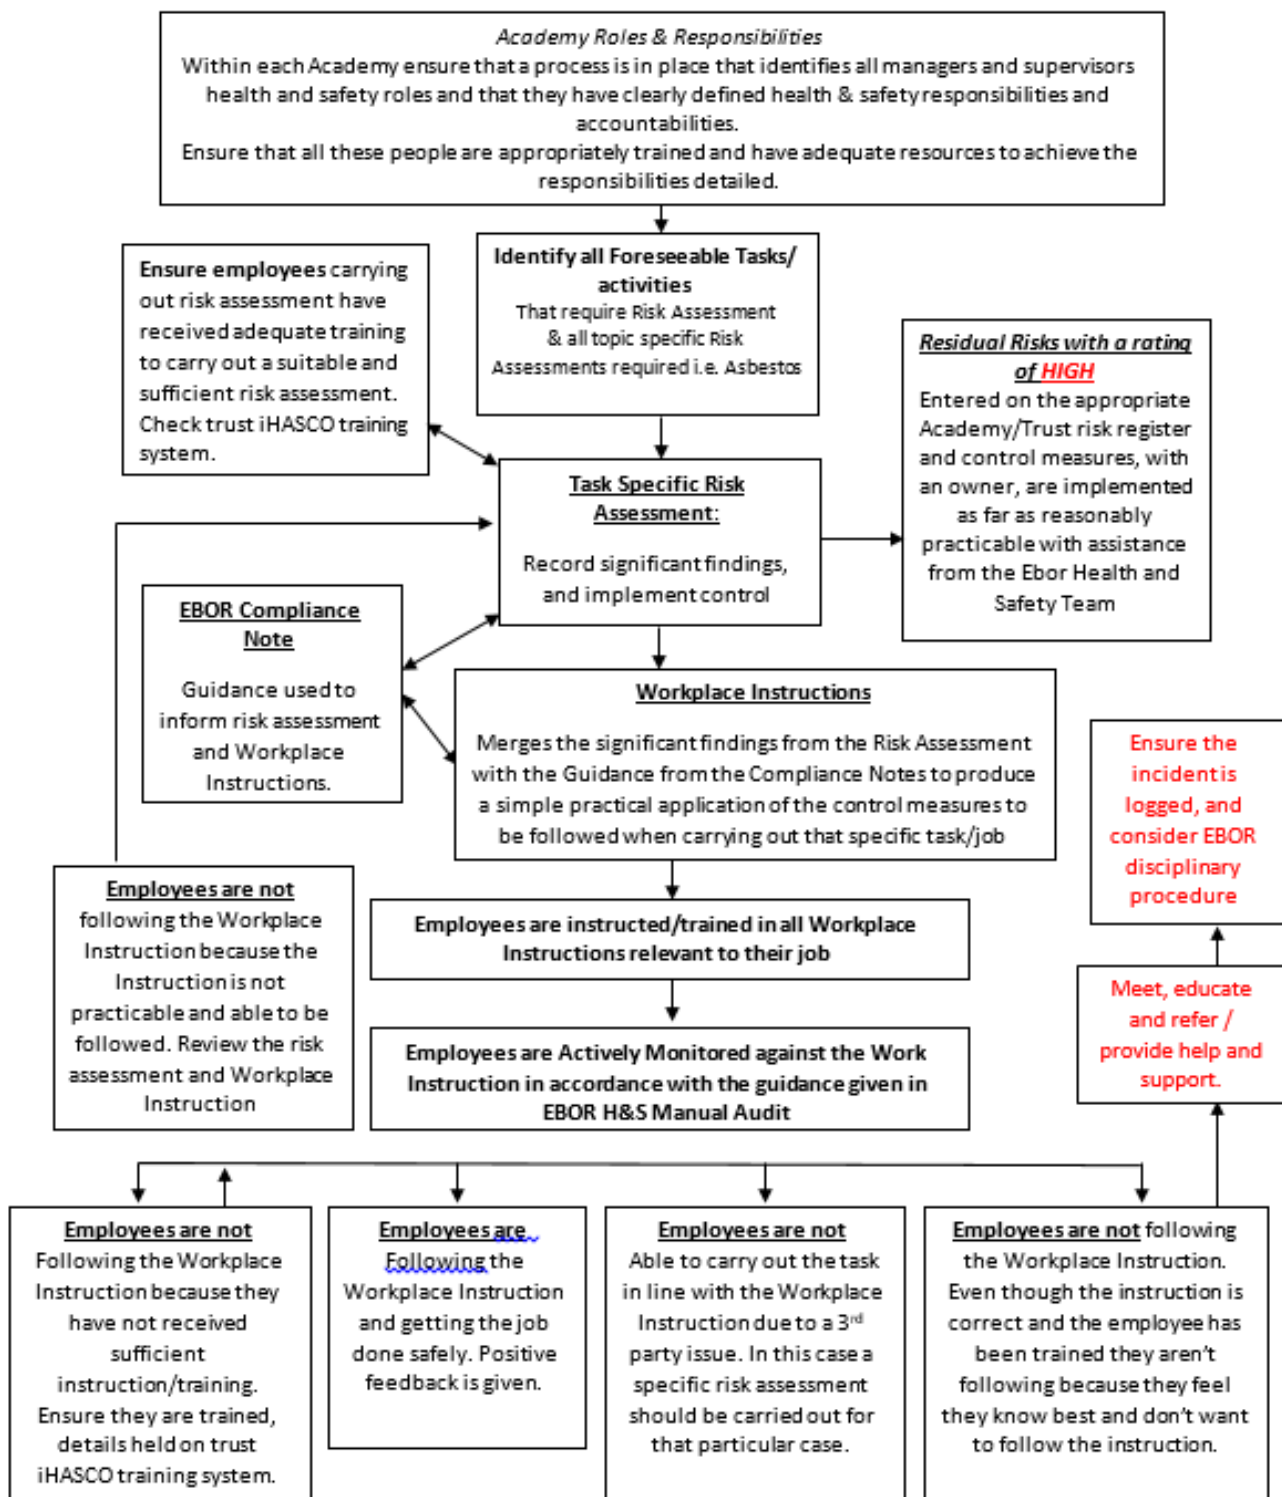 Academy Roles & Responsibilities
Within each Academy ensure that a process is in place that identifies all managers and supervisors
health and safety roles and that they have clearly defined health & safety responsibilities and
accountabilities.
Ensure that all these people are appropriately trained and have adequate resources to achieve the
responsibilities detailed.
Identify all Foreseeable Tasks/
activities
That require Risk Assessment
& all topic specific Risk
Assessments required i.e. Asbestos
Ensure employees carrying
out risk assessment have
received adequate training
to carry out a suitable and
sufficient risk assessment.
Check trust iHASCO training
system.
Residual Risks with a rating
of HIGH
Entered on the appropriate
Academy/Trust risk register
and control measures, with
an owner, are implemented
as far as reasonably
practicable with assistance
from the Ebor Health and
Safety Team
Task Specific Risk
Assessment:
Record significant findings,
and implement control
EBOR Compliance
Note
Guidance used to
inform risk assessment
and Workplace
Instructions.
Workplace Instructions
Merges the significant findings from the Risk Assessment
with the Guidance from the Compliance Notes to produce
a simple practical application of the control measures to
be followed when carrying out that specific task/job
Ensure the
incident is
logged, and
consider EBOR
disciplinary
procedure
Employees are not
following the Workplace
Instruction because the
Instruction is not
practicable and able to be
followed. Review the risk
assessment and Workplace
Instruction
Employees are instructed/trained in all Workplace
Instructions relevant to their job
Meet, educate
and refer /
provide help and
support.
Employees are Actively Monitored against the Work
Instruction in accordance with the guidance given in
EBOR H&S Manual Audit
Employees are not
Following the Workplace
Instruction because they
have not received
sufficient
instruction/training.
Ensure they are trained,
details held on trust
iHASCO training system.
Employees are
Following the
Workplace Instruction
and getting the job
done safely. Positive
feedback is given.
Employees are not
Able to carry out the task
in line with the Workplace
Instruction due to a 3rd
party issue. In this case a
specific risk assessment
should be carried out for
that particular case.
Employees are not following
the Workplace Instruction.
Even though the instruction is
correct and the employee has
been trained they aren't
following because they feel
they know best and don't want
to follow the instruction.